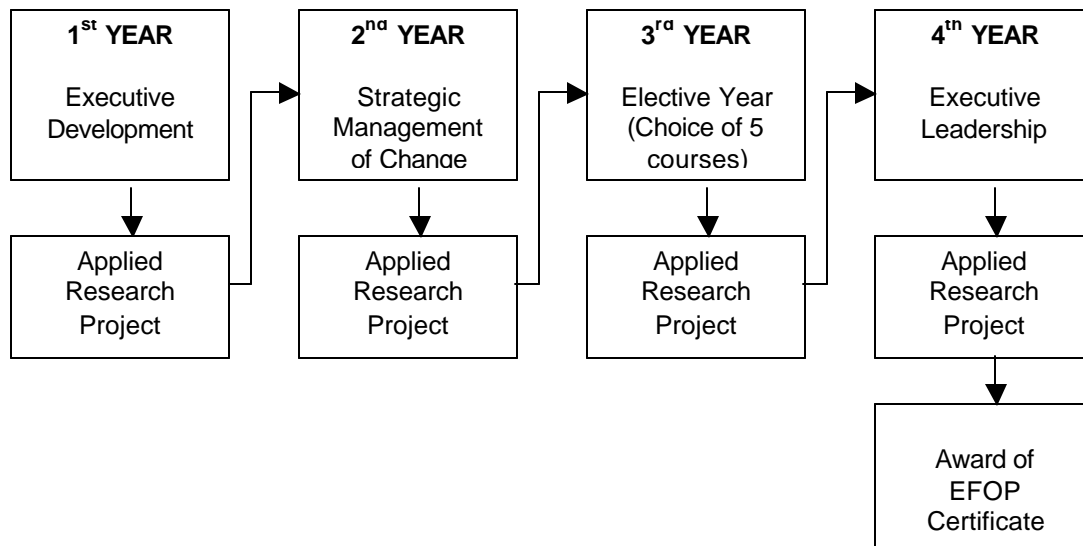 1st YEAR
Executive
Development
Applied
Research
Project
2nd YEAR
Strategic
Management
of Change
Applied
Research
Project
3rd YEAR
Elective Year
(Choice of 5
courses)
Applied
Research
Project
4th YEAR
Executive
Leadership
Applied
Research
Project
Award of
EFOP
Certificate